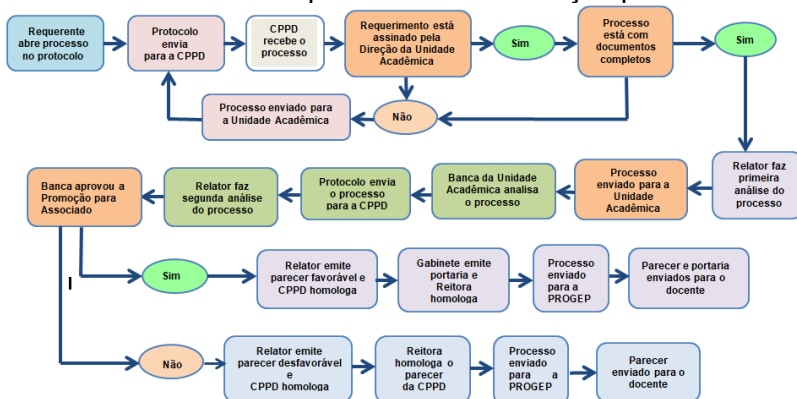 Requerente
abre processo
no protocolo
Protocolo
envia
para a CPPD
CPPD
recebe o
processo
Requerimento está
assinado pela
Direção da Unidade
Acadêmica
Sim
Processo
está com
documentos
completos
Sim
Processo enviado para
a Unidade Acadêmica
Não
Relator faz
primeira
análise do
processo
Processo
enviado para a
Unidade
Acadêmica
Banca da Unidade
Acadêmica analisa
o processo
Protocolo envia
o processo
para a CPPD
Relator faz
segunda análise
do processo
Banca aprovou a
Promoção para
Associado
I
Sim
Relator emite
parecer favorável e
CPPD homologa
Gabinete emite
portaria e
Reitora
homologa
Processo
enviado
para a
PROGEP
Parecer e portaria
enviados para o
docente
Não
Relator emite
parecer desfavorável
e
CPPD homologa
Reitora
homologa o
parecer
da CPPD
Processo
enviado
para a
PROGEP
Parecer
enviado para o
docente